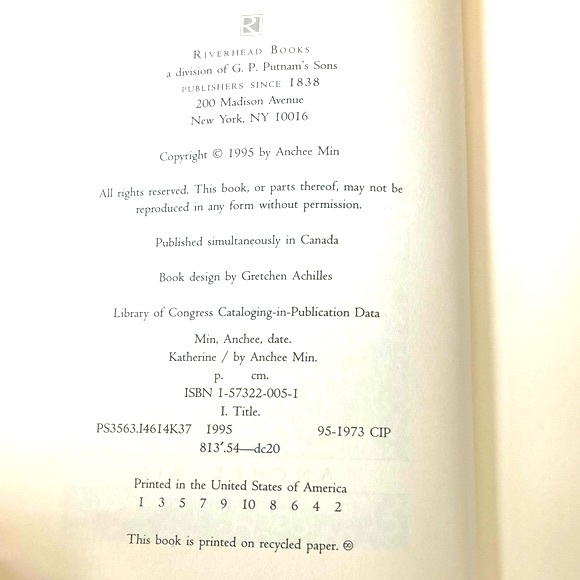 R
RIVERHEAD BOOKS
a division of G. P. Putnam's Sons
PUBLISHERS SINCE 1838
200 Madison Avenue
New York, NY 10016
Copyright © 1995 by Anchee Min
All rights reserved. This book, or parts thereof, may not be
reproduced in any form without permission.
Published simultaneously in Canada
Book design by Gretchen Achilles
Library of Congress Cataloging-in-Publication Data
Min, Anchee, date.
Katherine / by Anchee Min.
p. cm.
ISBN 1-57322-005-1
I. Title.
PS3563.I4614K37 1995 95-1973 CIP
813'.54—dc20
Printed in the United States of America
1 3 5 7 9 10 8 6 4 2
This book is printed on recycled paper. ♾